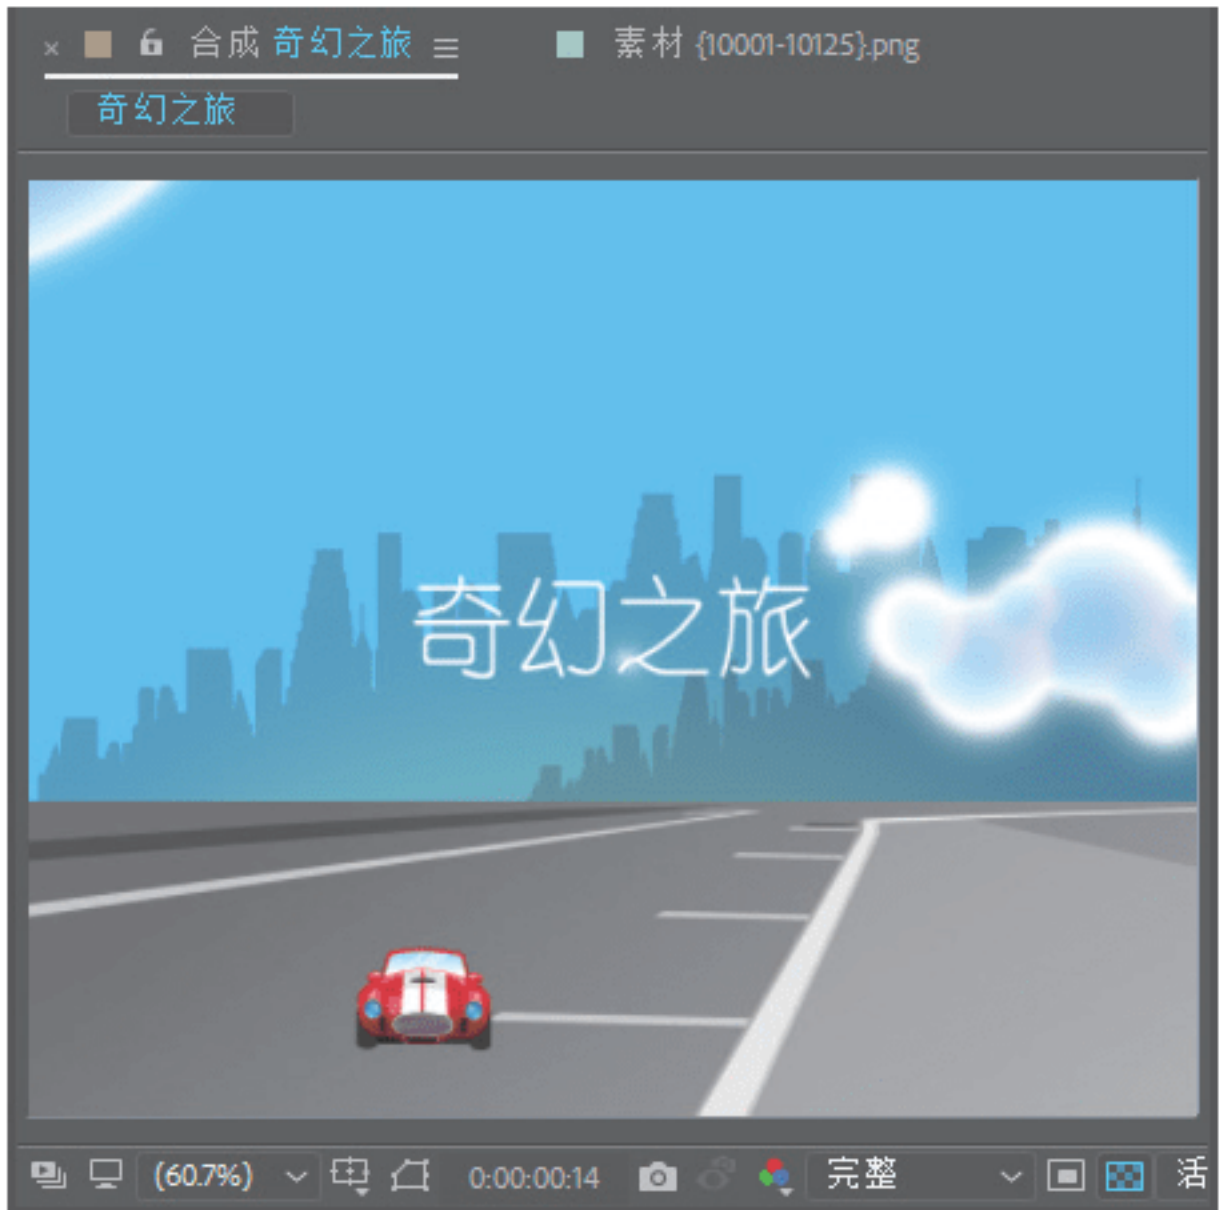 × 合成 奇幻之旅 素材 {10001-10125}.png
奇幻之旅
奇幻之旅
(60.7%) 0:00:00:14 完整 活